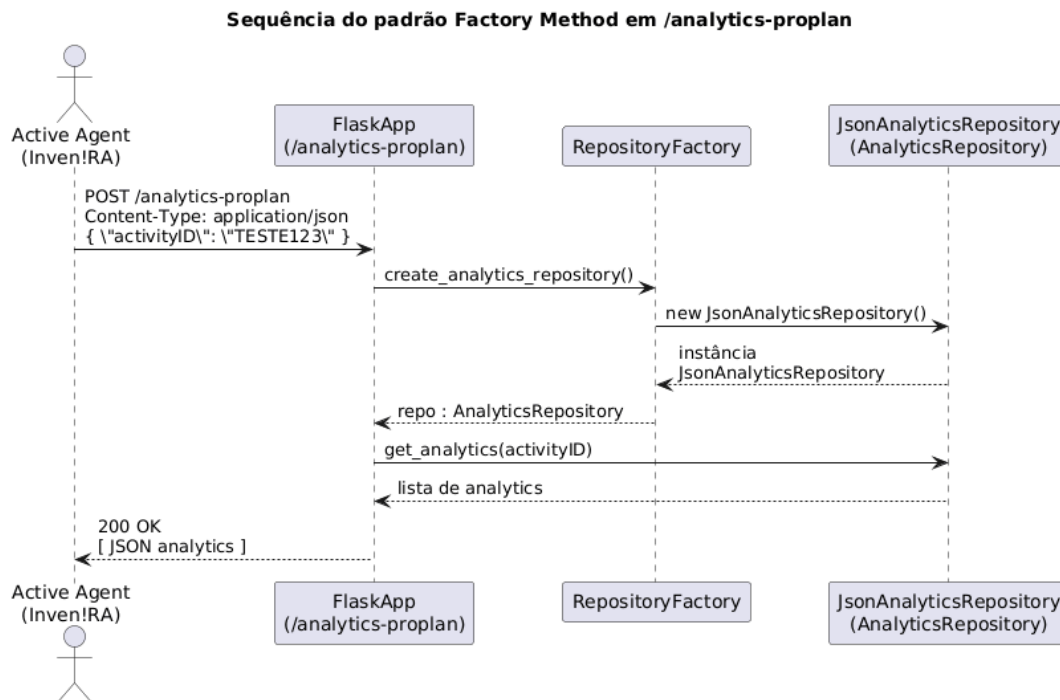 Sequência do padrão Factory Method em /analytics-proplan
Active Agent
(Inven!RA)
FlaskApp
(/analytics-proplan)
RepositoryFactory
JsonAnalyticsRepository
(AnalyticsRepository)
POST /analytics-proplan
Content-Type: application/json
{ \"activityID\": \"TESTE123\" }
create_analytics_repository()
new JsonAnalyticsRepository()
instância
JsonAnalyticsRepository
repo : AnalyticsRepository
get_analytics(activityID)
lista de analytics
200 OK
[ JSON analytics ]
Active Agent
(Inven!RA)
FlaskApp
(/analytics-proplan)
RepositoryFactory
JsonAnalyticsRepository
(AnalyticsRepository)